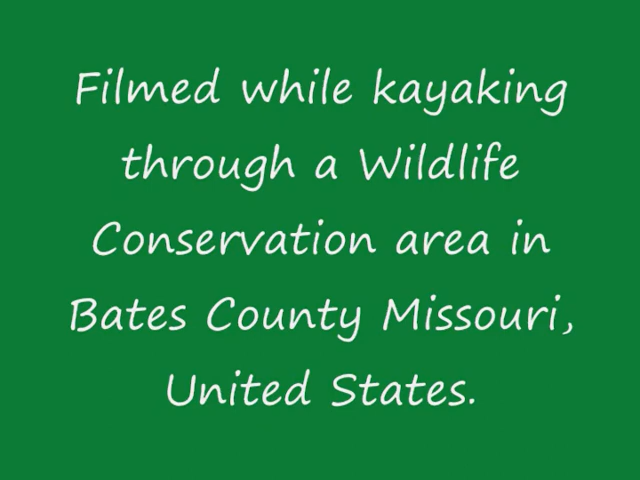 Filmed while kayaking
through a Wildlife
Conservation area in
Bates County Missouri,
United States.